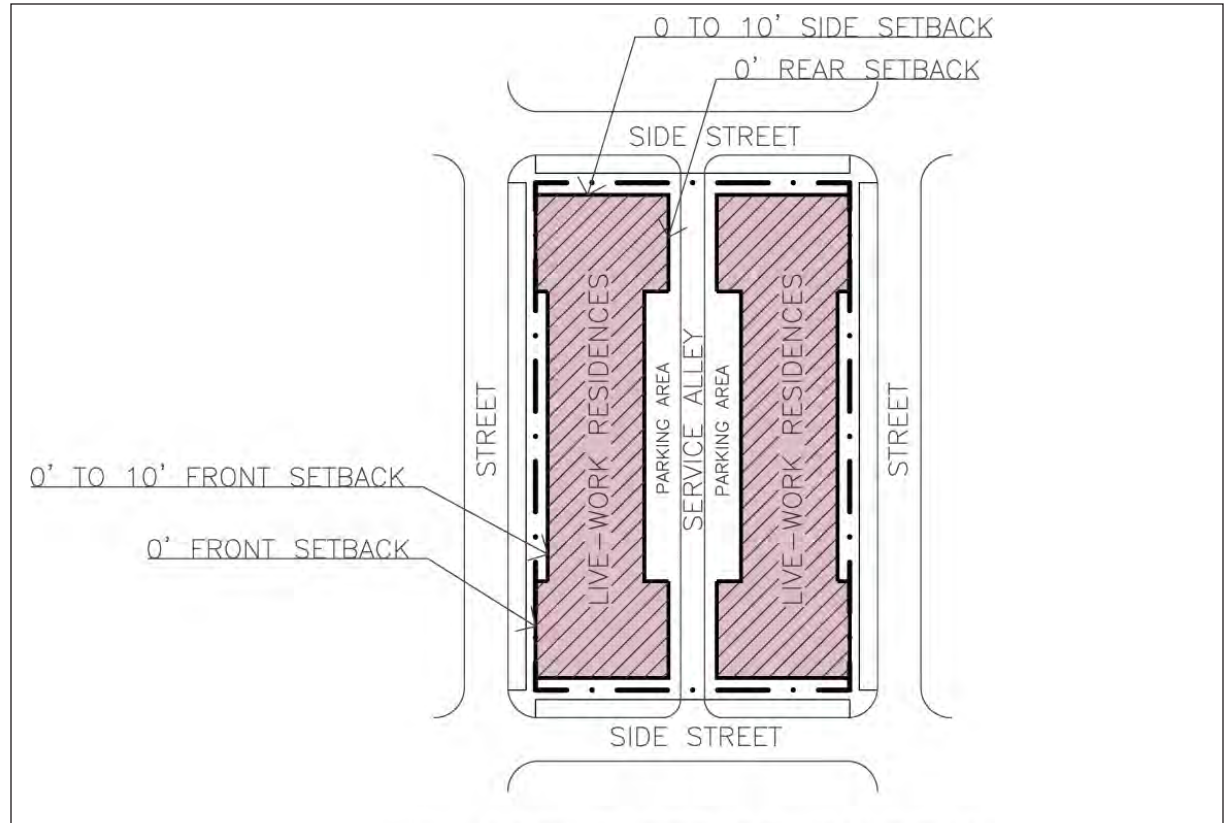 0 TO 10' SIDE SETBACK
0' REAR SETBACK
SIDE STREET
STREET
LIVE-WORK RESIDENCES
PARKING AREA
SERVICE ALLEY
PARKING AREA
LIVE-WORK RESIDENCES
STREET
0' TO 10' FRONT SETBACK
0' FRONT SETBACK
SIDE STREET